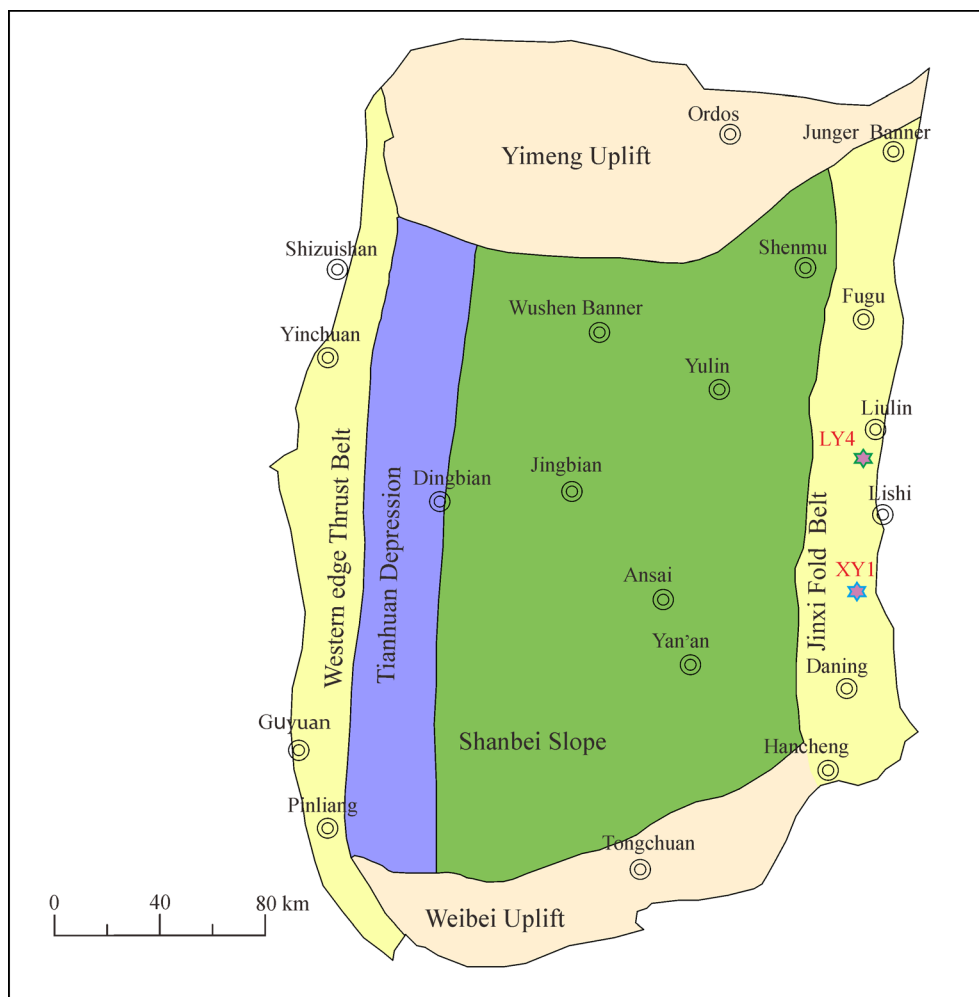 Ordos
Junger Banner
Yimeng Uplift
Shizuishan
Shenmu
Fugu
Wushen Banner
Yinchuan
Yulin
Liulin
LY4
Western edge Thrust Belt
Tianhuan Depression
Dingbian
Jingbian
Lishi
Jinxi Fold Belt
XY1
Ansai
Yan’an
Daning
Guyuan
Shanbei Slope
Hancheng
Pinliang
Tongchuan
0 40 80 km
Weibei Uplift